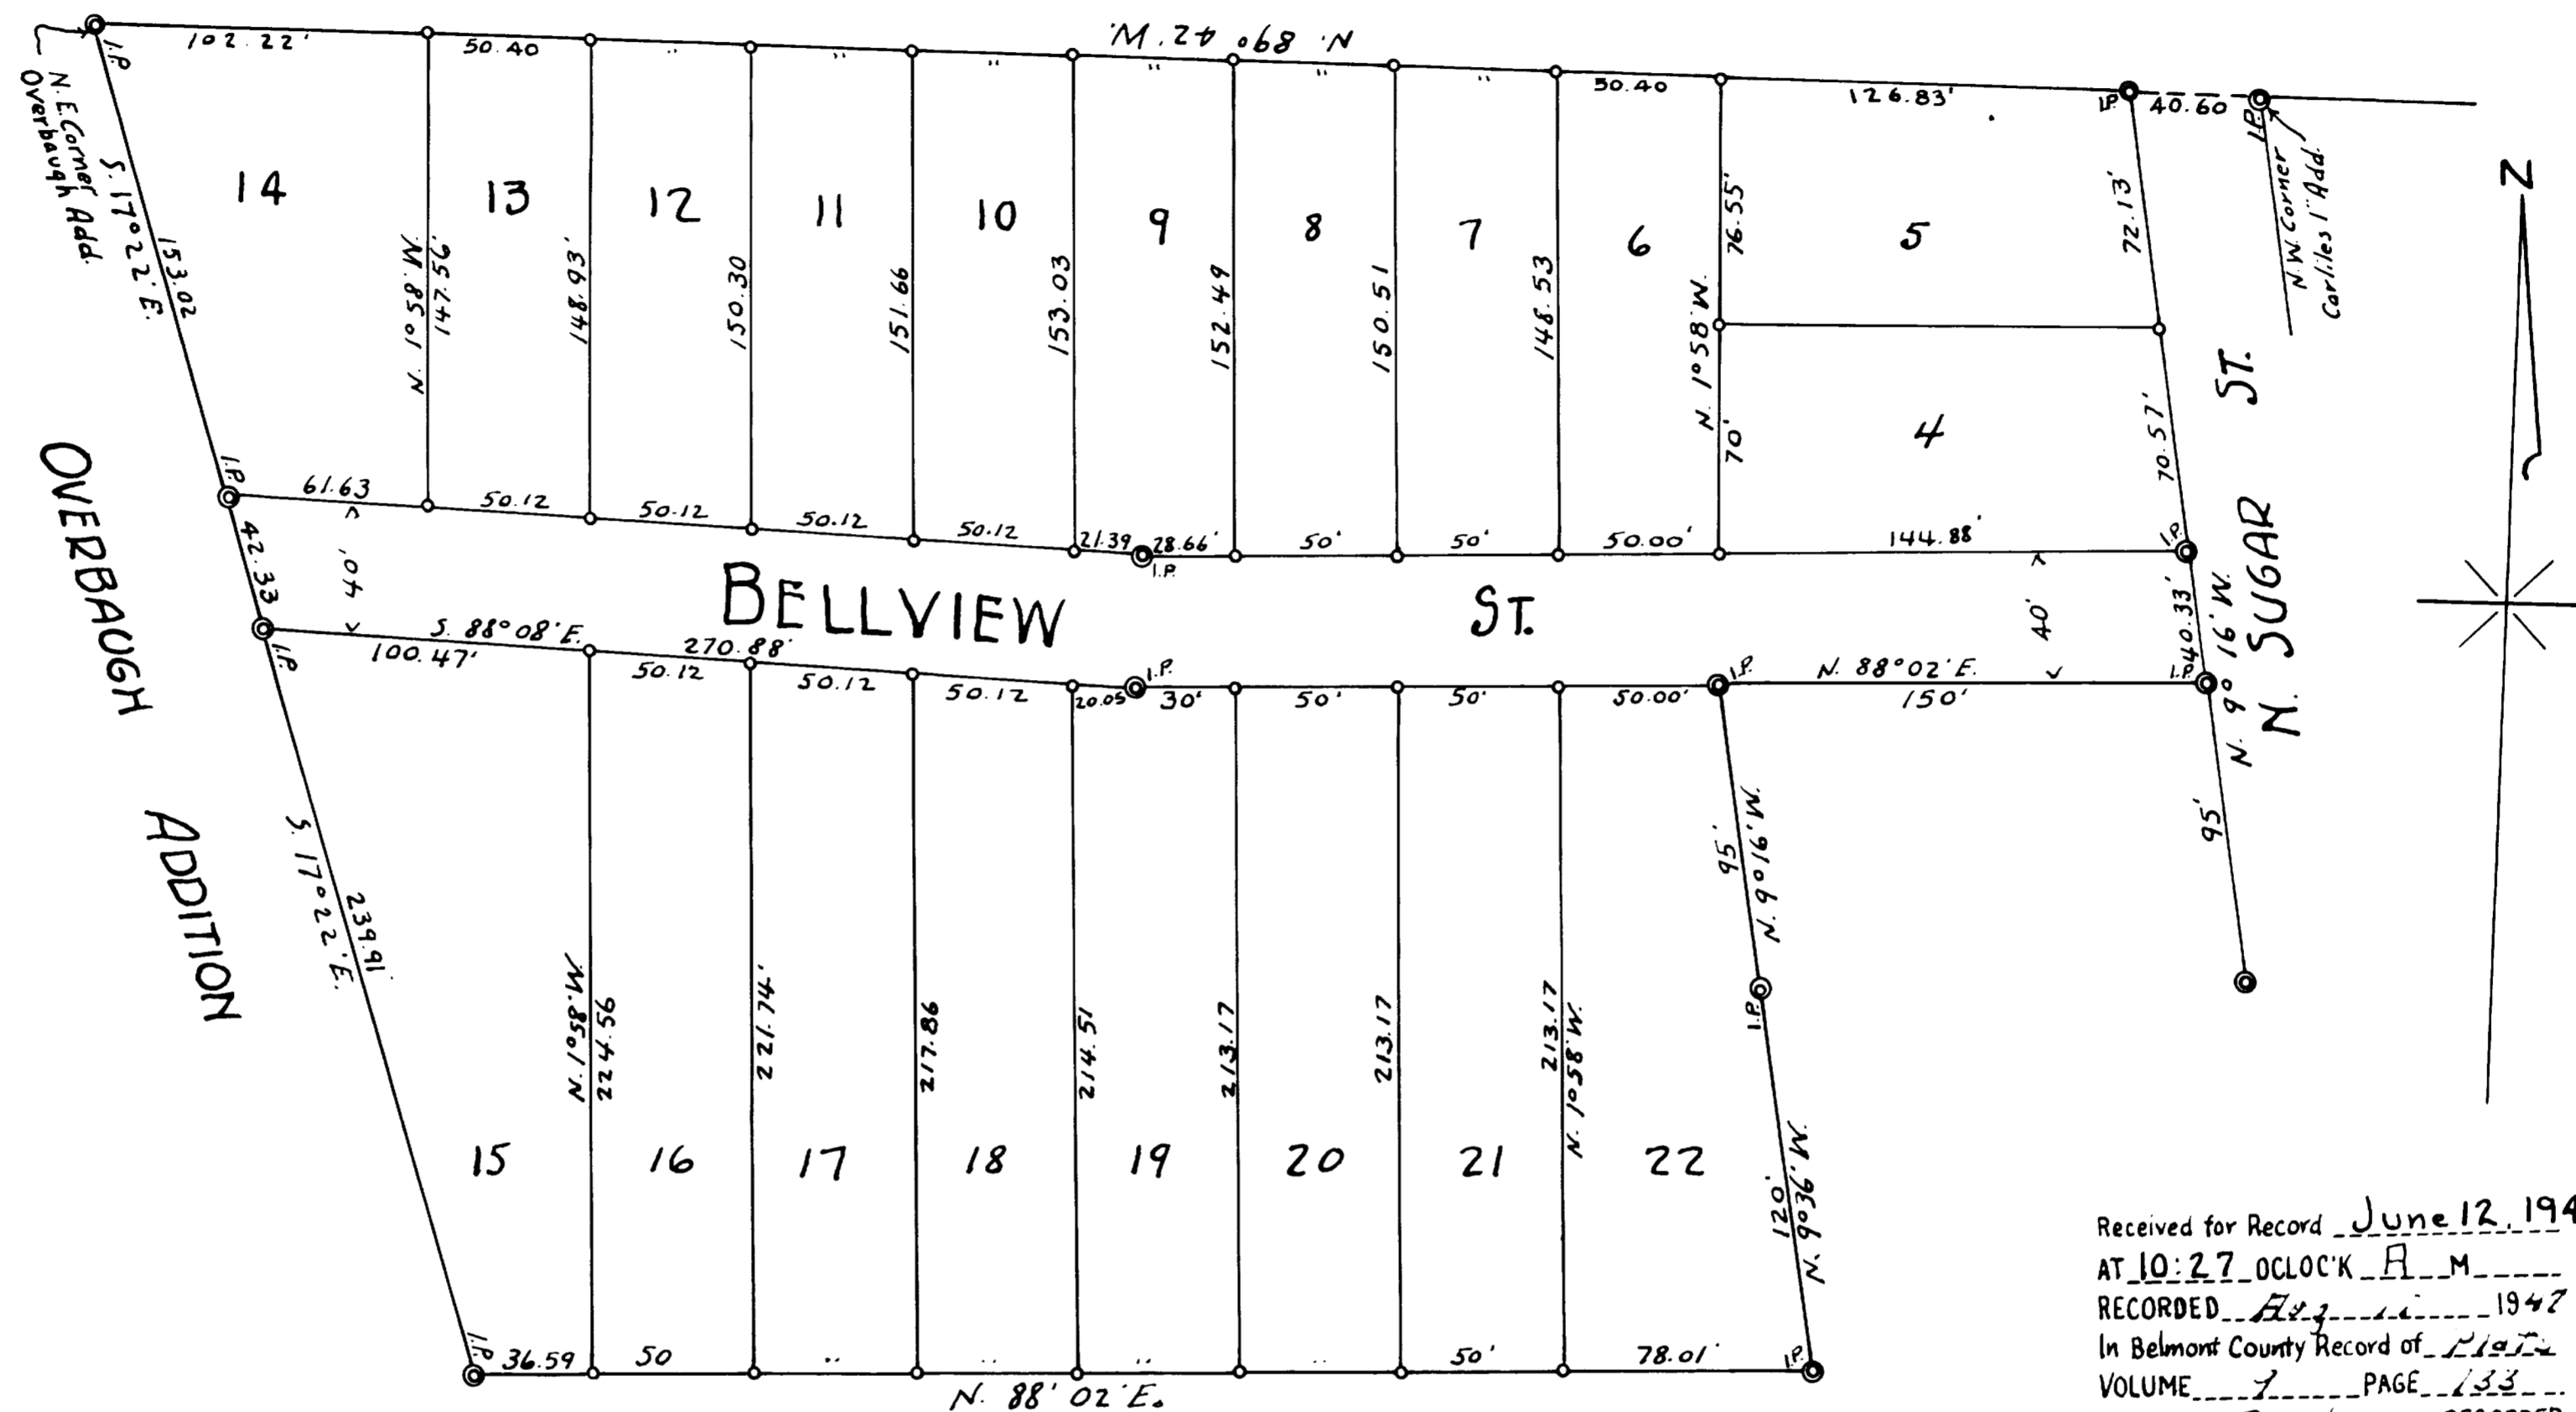 N. 89° 42' W.
102.22'
50.40
"
"
"
"
"
"
50.40
126.83'
I.P.
40.60
I.P.
I.P.
N.E. Corner
Overbaugh Add.
N.W. Corner
Carliles 1" Add.
N
14
13
12
11
10
9
8
7
6
5
4
S. 17° 22' E.
153.02
N. 1° 58' W.
147.56'
148.93'
150.30
151.66
153.03
152.49
150.51
148.53
76.55'
N. 1° 58' W.
70'
72.13'
70.57'
I.P.
61.63
50.12
50.12
50.12
50.12
21.39
28.66'
I.P.
50'
50'
50.00'
144.88'
I.P.
42.33
40'
BELLVIEW ST.
40'
40.33'
N. 9° 16' W.
N. SUGAR ST.
OVERBAUGH ADDITION
I.P.
S. 88° 08' E.
270.88'
100.47'
50.12
50.12
50.12
20.05
I.P.
30'
50'
50'
50.00'
I.P.
N. 88° 02' E.
150'
I.P.
95'
S. 17° 22' E.
239.91
N. 1° 58' W.
224.56
221.74'
217.86
214.51
213.17
213.17
213.17
N. 1° 58' W.
95'
N. 9° 16' W.
I.P.
120'
N. 9° 36' W.
15
16
17
18
19
20
21
22
I.P.
36.59
50
"
"
"
"
50'
78.01'
I.P.
N. 88' 02' E.
Received for Record June 12, 194
AT 10:27 OCLOC'K A M
RECORDED 1947
In Belmont County Record of Plats
VOLUME 7 PAGE 133